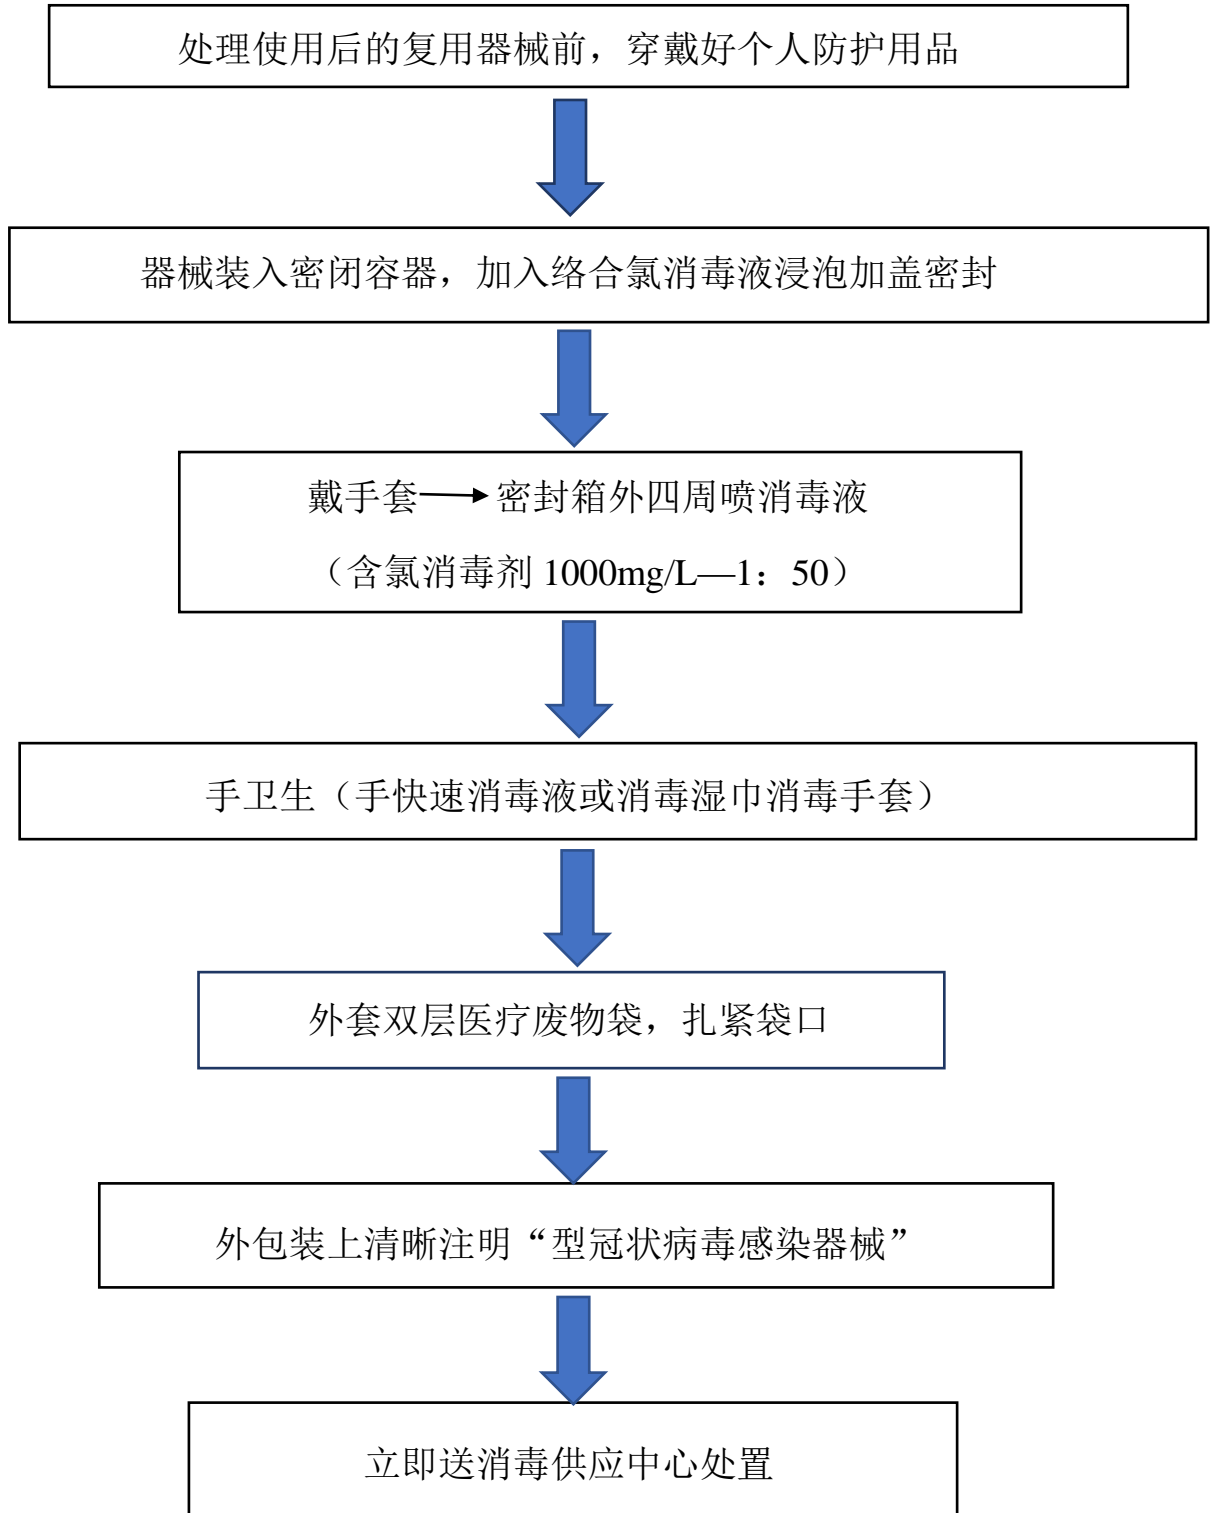 处理使用后的复用器械前，穿戴好个人防护用品
器械装入密闭容器，加入络合氯消毒液浸泡加盖密封
戴手套 密封箱外四周喷消毒液
（含氯消毒剂 1000mg/L—1：50）
手卫生（手快速消毒液或消毒湿巾消毒手套）
外套双层医疗废物袋，扎紧袋口
外包装上清晰注明“型冠状病毒感染器械”
立即送消毒供应中心处置